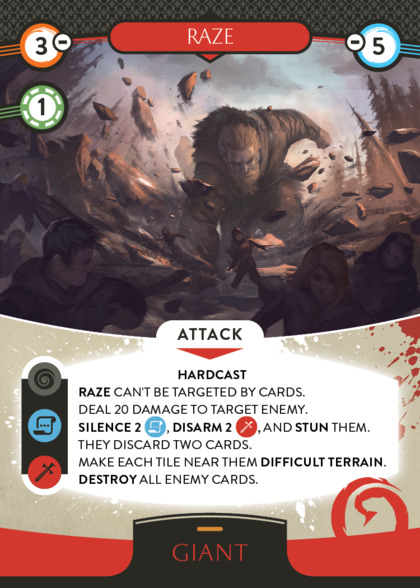 RAZE
3
5
1
ATTACK
HARDCAST
RAZE CAN'T BE TARGETED BY CARDS.
DEAL 20 DAMAGE TO TARGET ENEMY.
SILENCE 2 , DISARM 2 , AND STUN THEM.
THEY DISCARD TWO CARDS.
MAKE EACH TILE NEAR THEM DIFFICULT TERRAIN.
DESTROY ALL ENEMY CARDS.
GIANT